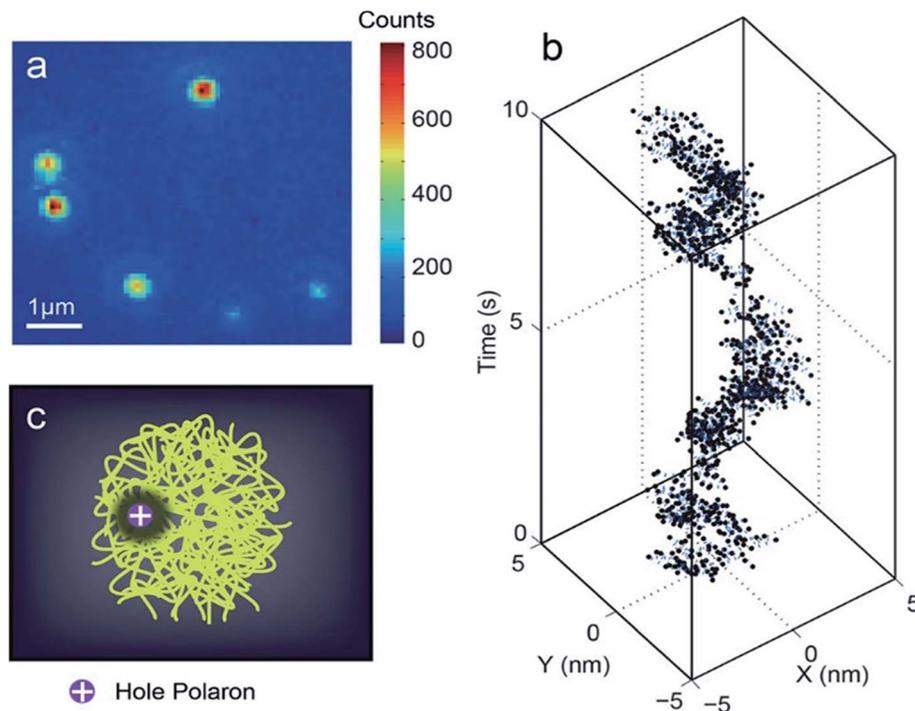 Counts
a
800
600
400
200
0
1µm
b
10
5
0
Time (s)
5
0
−5
Y (nm)
−5
0
5
X (nm)
c
Hole Polaron